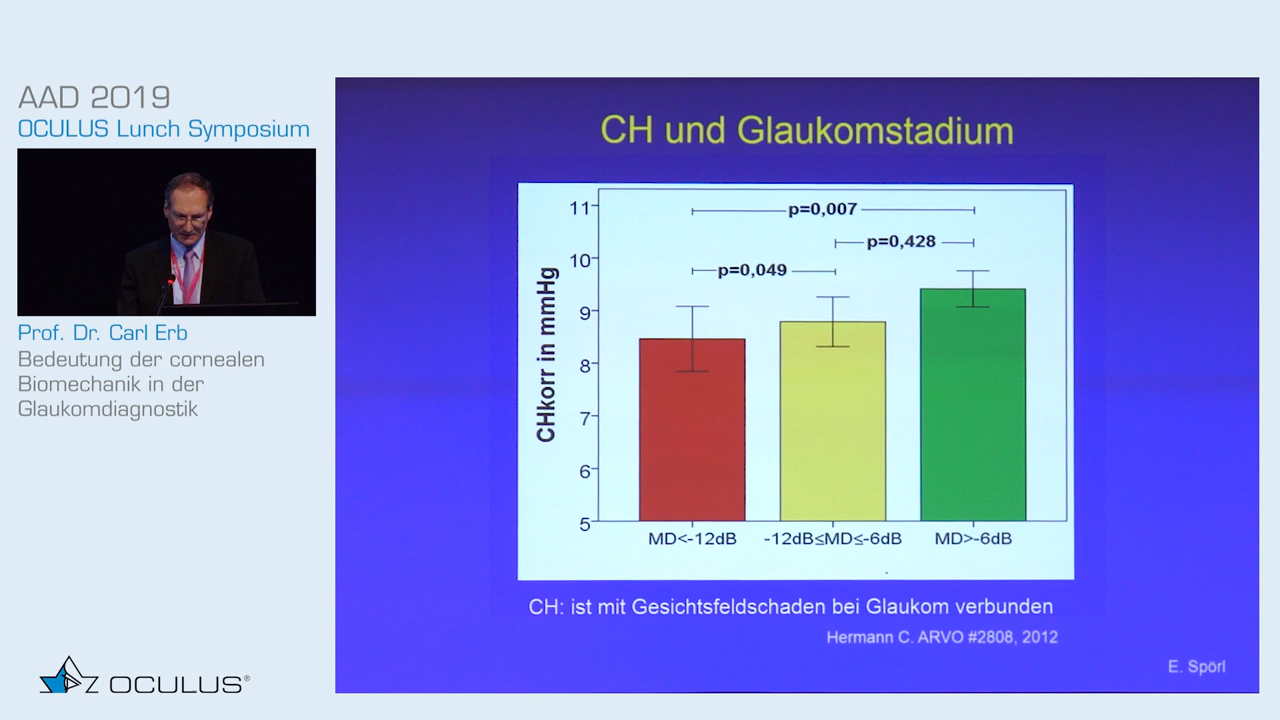 AAD 2019
OCULUS Lunch Symposium
Prof. Dr. Carl Erb
Bedeutung der cornealen
Biomechanik in der
Glaukomdiagnostik
OCULUS®
CH und Glaukomstadium
CHkorr in mmHg
11
10
9
8
7
6
5
p=0,007
p=0,428
p=0,049
MD<-12dB
-12dB≤MD≤-6dB
MD>-6dB
CH: ist mit Gesichtsfeldschaden bei Glaukom verbunden
Hermann C. ARVO #2808, 2012
E. Spörl